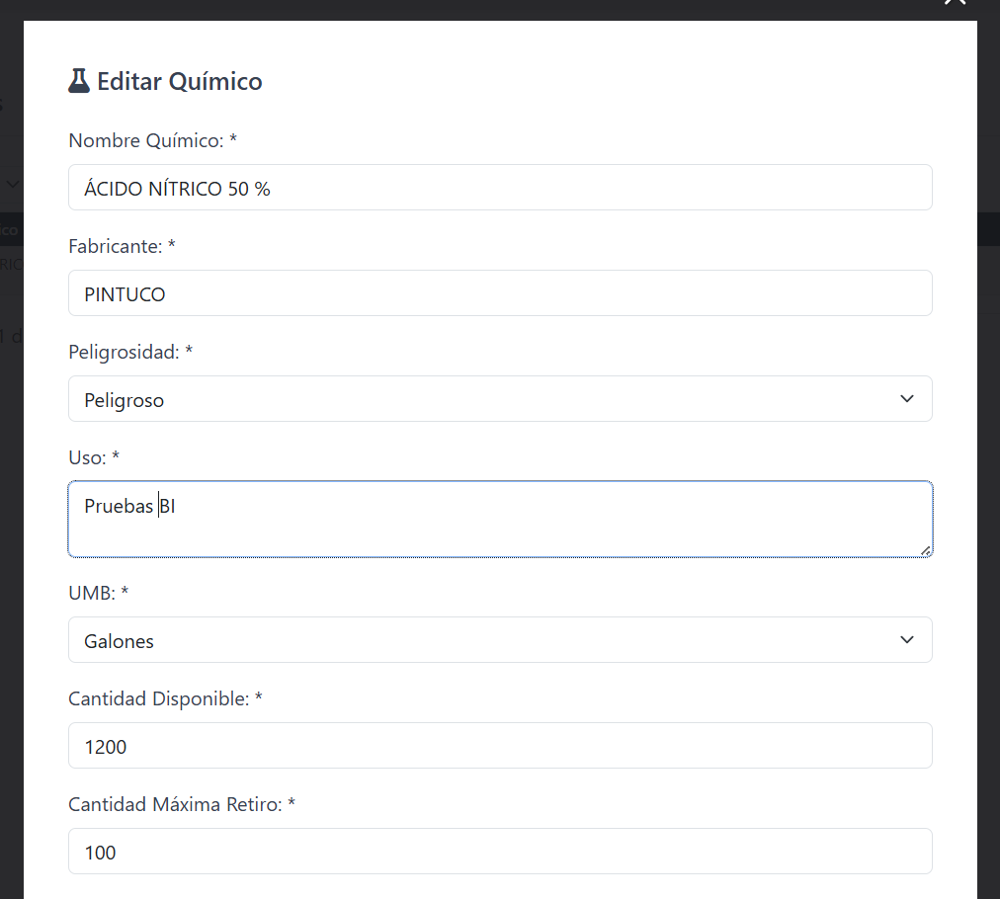 Editar Químico
Nombre Químico: *
ÁCIDO NÍTRICO 50 %
Fabricante: *
PINTUCO
Peligrosidad: *
Peligroso
Uso: *
Pruebas BI
UMB: *
Galones
Cantidad Disponible: *
1200
Cantidad Máxima Retiro: *
100